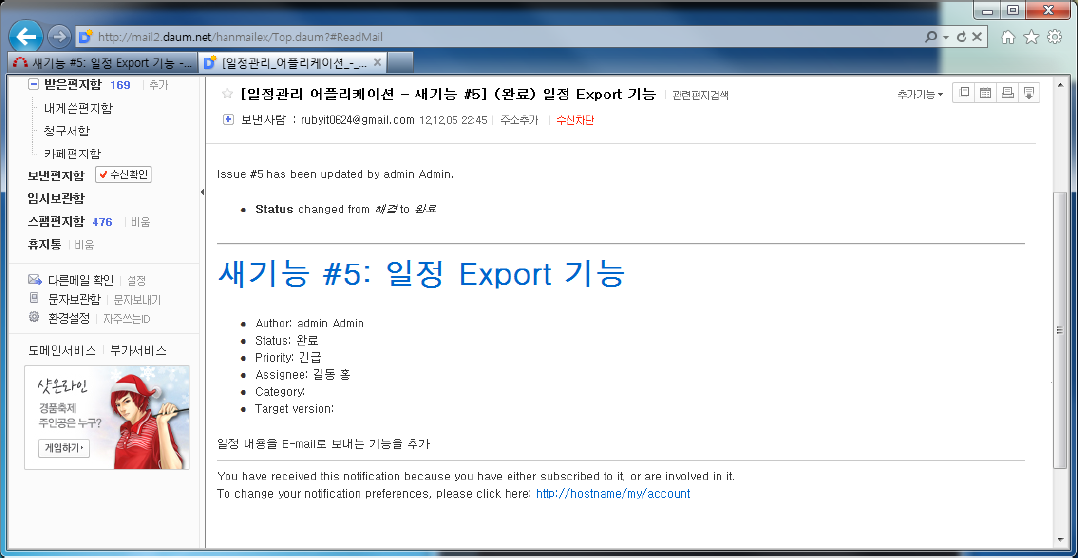 http://mail2.daum.net/hanmailex/Top.daum?#ReadMail
새기능 #5: 일정 Export 기능 -...
[일정관리_어플리케이션_-_...
받은편지함 169 추가
내게쓴편지함
청구서함
카페편지함
보낸편지함 수신확인
임시보관함
스팸편지함 476 비움
휴지통 비움
다른메일 확인 설정
문자보관함 문자보내기
환경설정 자주쓰는ID
도메인서비스 부가서비스
샷온라인
경품축제
주인공은 누구?
게임하기
[일정관리 어플리케이션 - 새기능 #5] (완료) 일정 Export 기능 관련편지검색
추가기능
보낸사람 : rubyit0624@gmail.com 12.12.05 22:45 주소추가 수신차단
Issue #5 has been updated by admin Admin.
Status changed from 해결 to 완료
새기능 #5: 일정 Export 기능
Author: admin Admin
Status: 완료
Priority: 긴급
Assignee: 길동 홍
Category:
Target version:
일정 내용을 E-mail로 보내는 기능을 추가
You have received this notification because you have either subscribed to it, or are involved in it.
To change your notification preferences, please click here: http://hostname/my/account